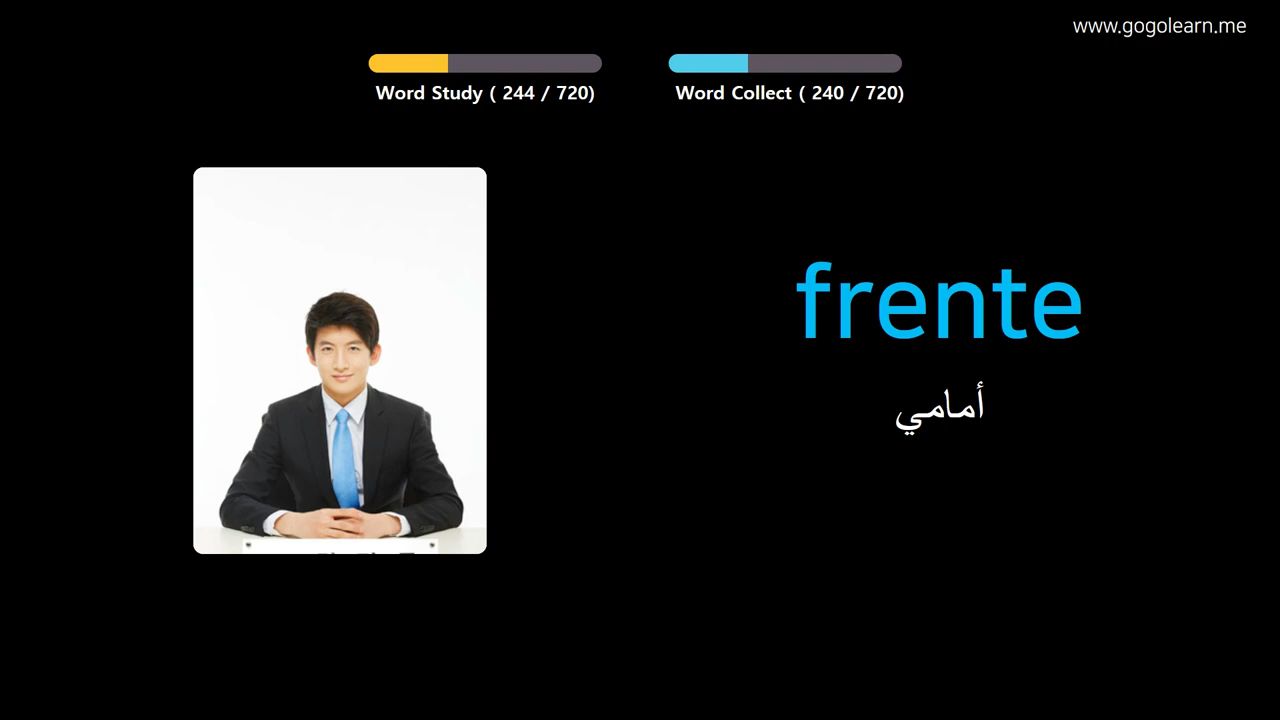 www.gogolearn.me
Word Study ( 244 / 720)
Word Collect ( 240 / 720)
frente
أمامي